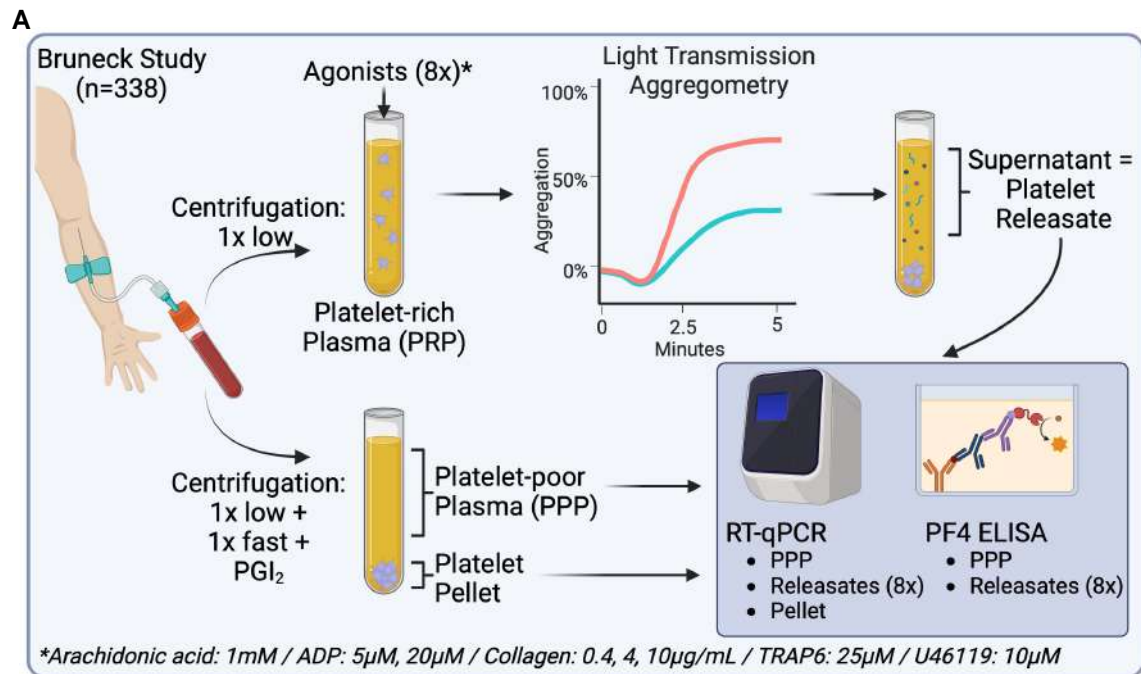 A
Bruneck Study
(n=338)
Agonists (8x)*
Centrifugation:
1x low
Platelet-rich
Plasma (PRP)
Light Transmission
Aggregometry
Aggregation
100%
50%
0%
0
2.5
5
Minutes
Supernatant =
Platelet
Releasate
Centrifugation:
1x low +
1x fast +
PGI₂
Platelet-poor
Plasma (PPP)
Platelet
Pellet
RT-qPCR
• PPP
• Releasates (8x)
• Pellet
PF4 ELISA
• PPP
• Releasates (8x)
*Arachidonic acid: 1mM / ADP: 5µM, 20µM / Collagen: 0.4, 4, 10µg/mL / TRAP6: 25µM / U46119: 10µM